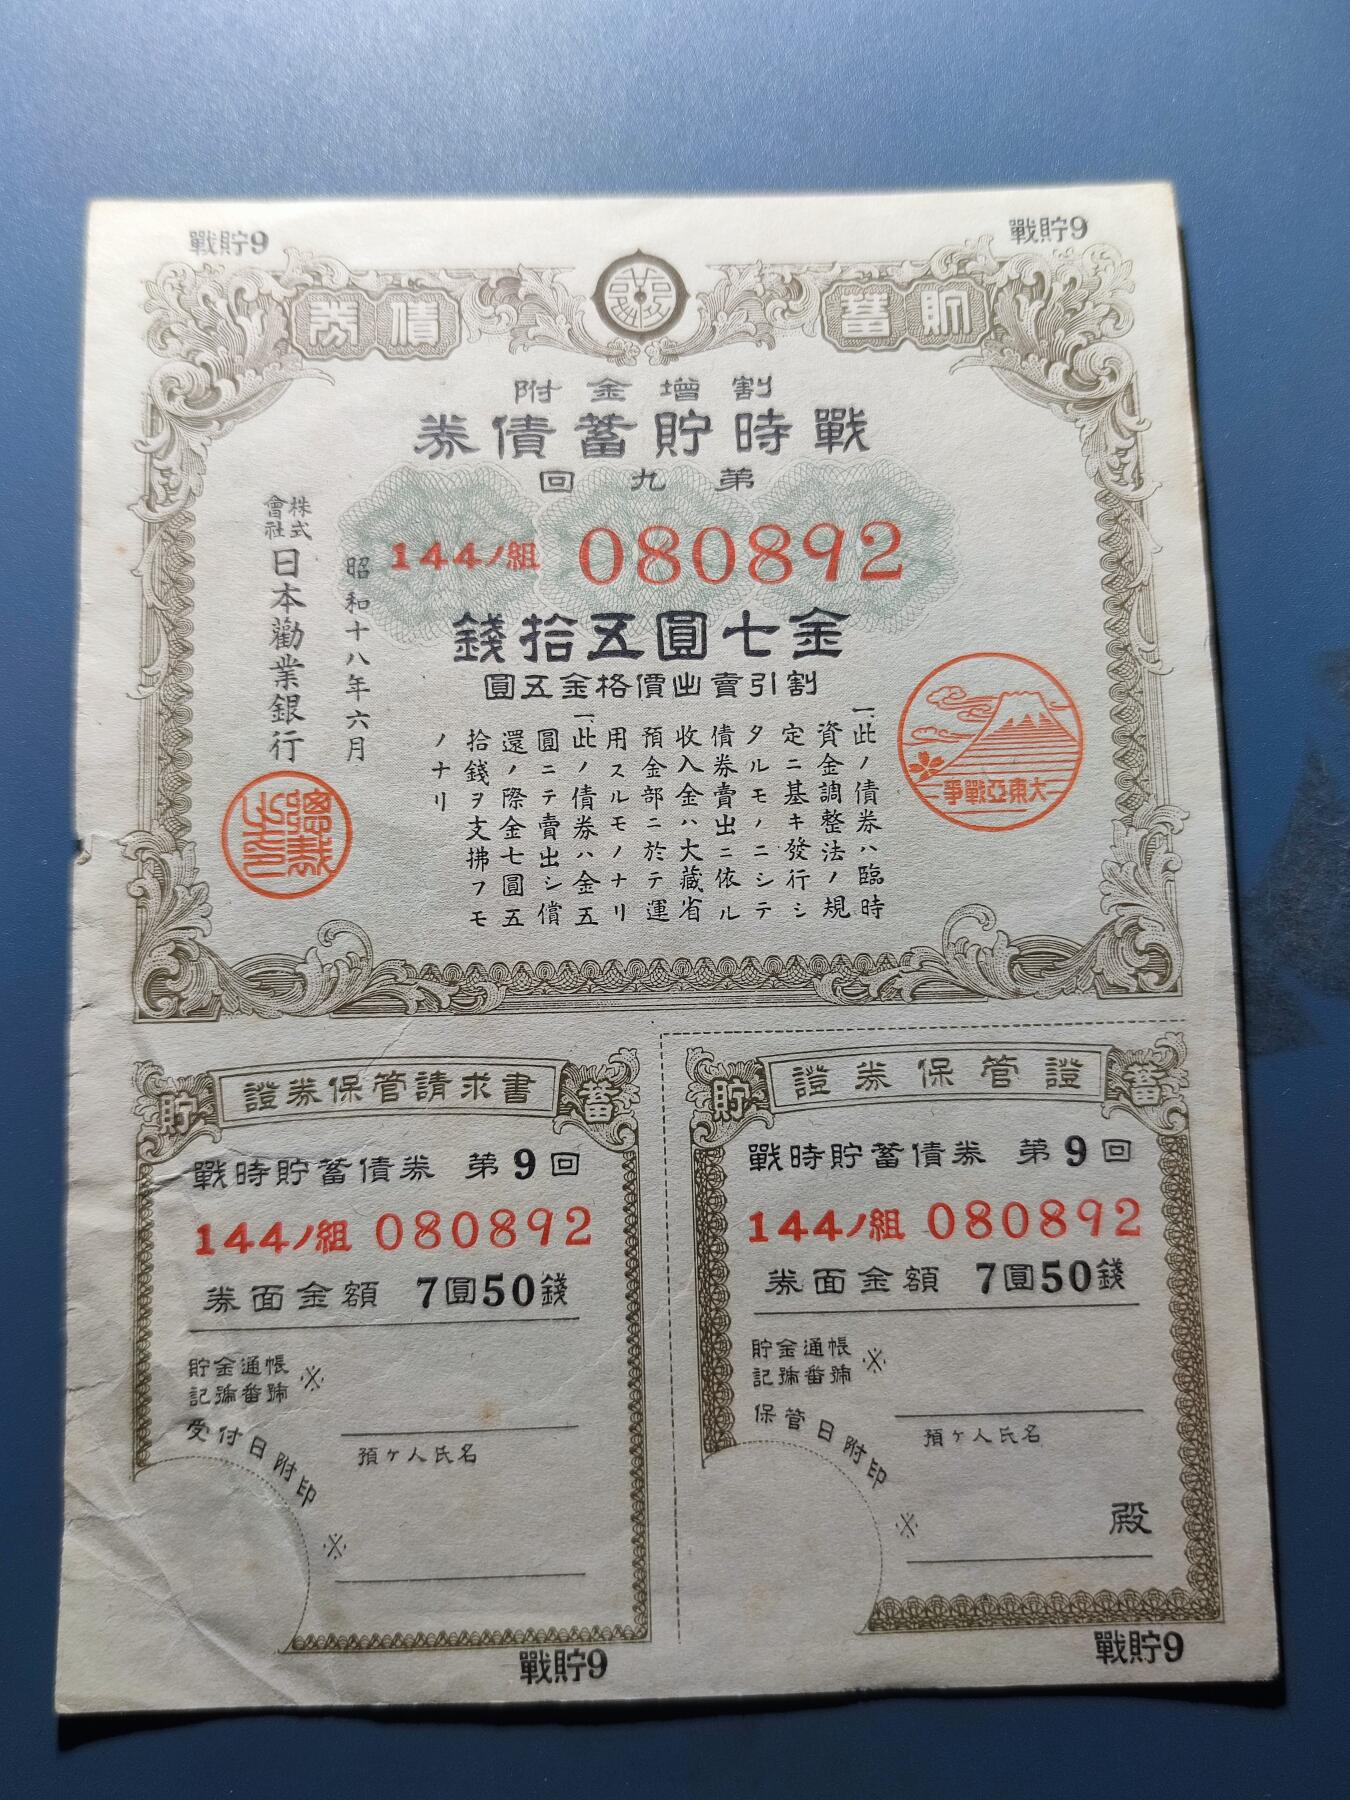 戰貯9
戰貯9
貯蓄
債券
割增金附
戰時貯蓄債券
第九回
144ノ組 080892
金七圓五拾錢
割引賣出價格金五圓
一、此ノ債券ハ臨時
資金調整法ノ規
定ニ基キ發行シ
タルモノニシテ
債券賣出ニ依ル
收入金ハ大藏省
預金部ニ於テ運
用スルモノナリ
一、此ノ債券ハ金五
圓ニテ賣出シ償
還ノ際金七圓五
拾錢ヲ支拂フモ
ノナリ
昭和十八年六月
株式會社日本勸業銀行
大東亞戰爭
證券保管請求書
貯
蓄
戰時貯蓄債券 第9回
144ノ組 080892
券面金額 7圓50錢
貯金通帳
記號番號
※
受付日附印
預ケ人氏名
※
戰貯9
證券保管證
貯
蓄
戰時貯蓄債券 第9回
144ノ組 080892
券面金額 7圓50錢
貯金通帳
記號番號
※
保管日附印
預ケ人氏名
※
殿
戰貯9